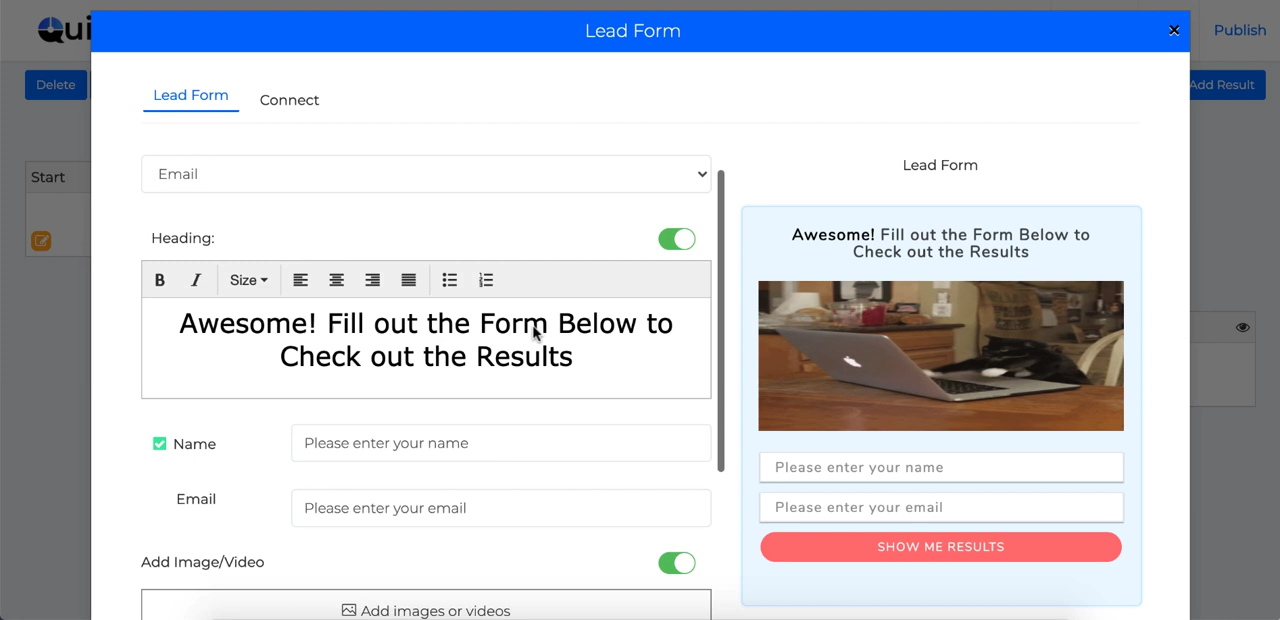 Qui
Lead Form
Publish
Delete
Add Result
Lead Form
Connect
Email
Lead Form
Start
Heading:
Size
Awesome! Fill out the Form Below to
Check out the Results
Awesome! Fill out the Form Below to
Check out the Results
Name
Please enter your name
Email
Please enter your email
Add Image/Video
Add images or videos
Please enter your name
Please enter your email
SHOW ME RESULTS